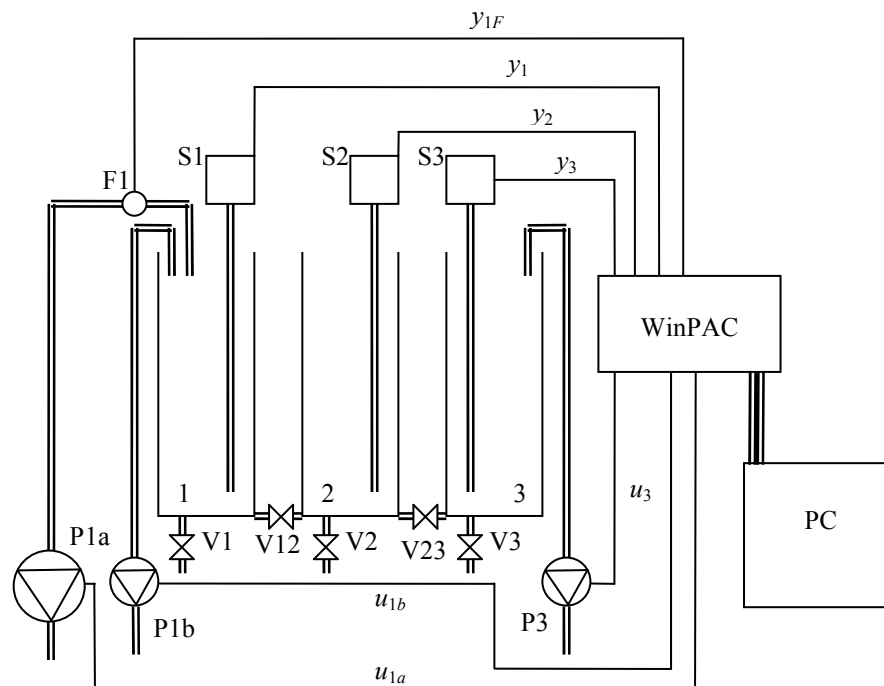 y1F
y1
y2
S1
S2
S3
y3
F1
WinPAC
1
2
3
u3
PC
P1a
V1
V12
V2
V23
V3
u1b
P1b
P3
u1a